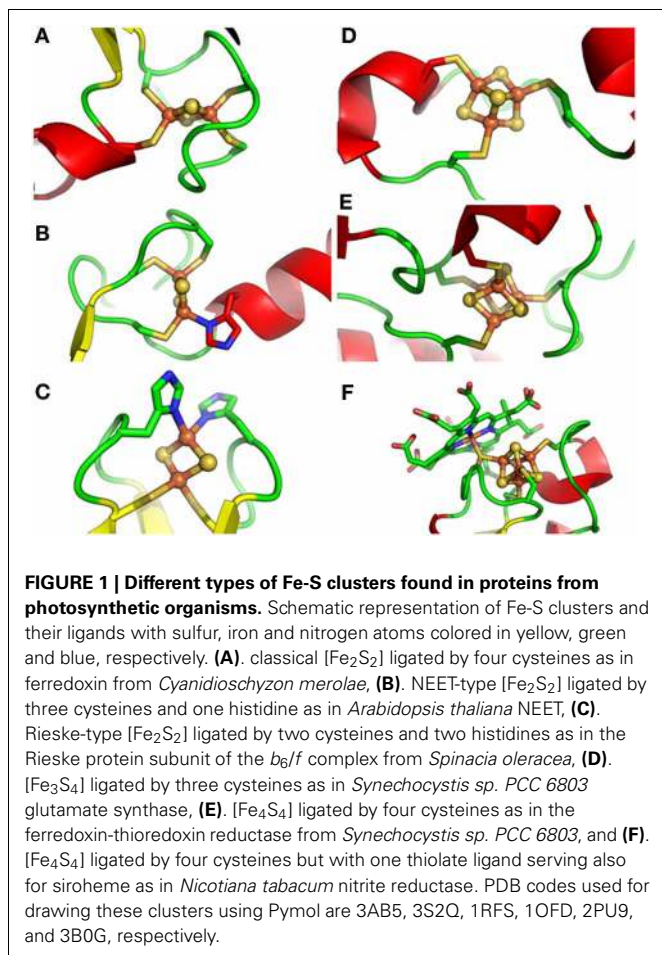 A
D
B
E
C
F
FIGURE 1 | Different types of Fe-S clusters found in proteins from
photosynthetic organisms. Schematic representation of Fe-S clusters and
their ligands with sulfur, iron and nitrogen atoms colored in yellow, green
and blue, respectively. (A). classical [Fe₂S₂] ligated by four cysteines as in
ferredoxin from Cyanidioschyzon merolae, (B). NEET-type [Fe₂S₂] ligated by
three cysteines and one histidine as in Arabidopsis thaliana NEET, (C).
Rieske-type [Fe₂S₂] ligated by two cysteines and two histidines as in the
Rieske protein subunit of the b₆/f complex from Spinacia oleracea, (D).
[Fe₃S₄] ligated by three cysteines as in Synechocystis sp. PCC 6803
glutamate synthase, (E). [Fe₄S₄] ligated by four cysteines as in the
ferredoxin-thioredoxin reductase from Synechocystis sp. PCC 6803, and (F).
[Fe₄S₄] ligated by four cysteines but with one thiolate ligand serving also
for siroheme as in Nicotiana tabacum nitrite reductase. PDB codes used for
drawing these clusters using Pymol are 3AB5, 3S2Q, 1RFS, 1OFD, 2PU9,
and 3B0G, respectively.